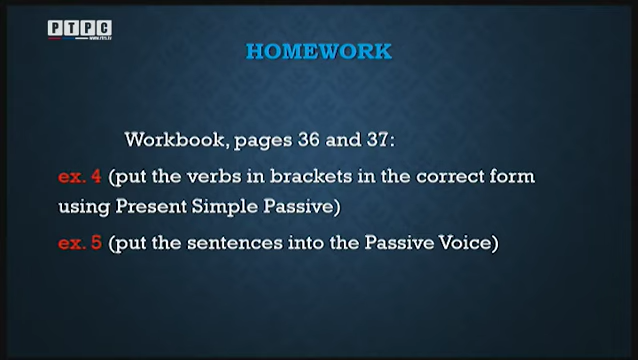 РТРС
www.rtrs.tv
HOMEWORK
Workbook, pages 36 and 37:
ex. 4 (put the verbs in brackets in the correct form
using Present Simple Passive)
ex. 5 (put the sentences into the Passive Voice)